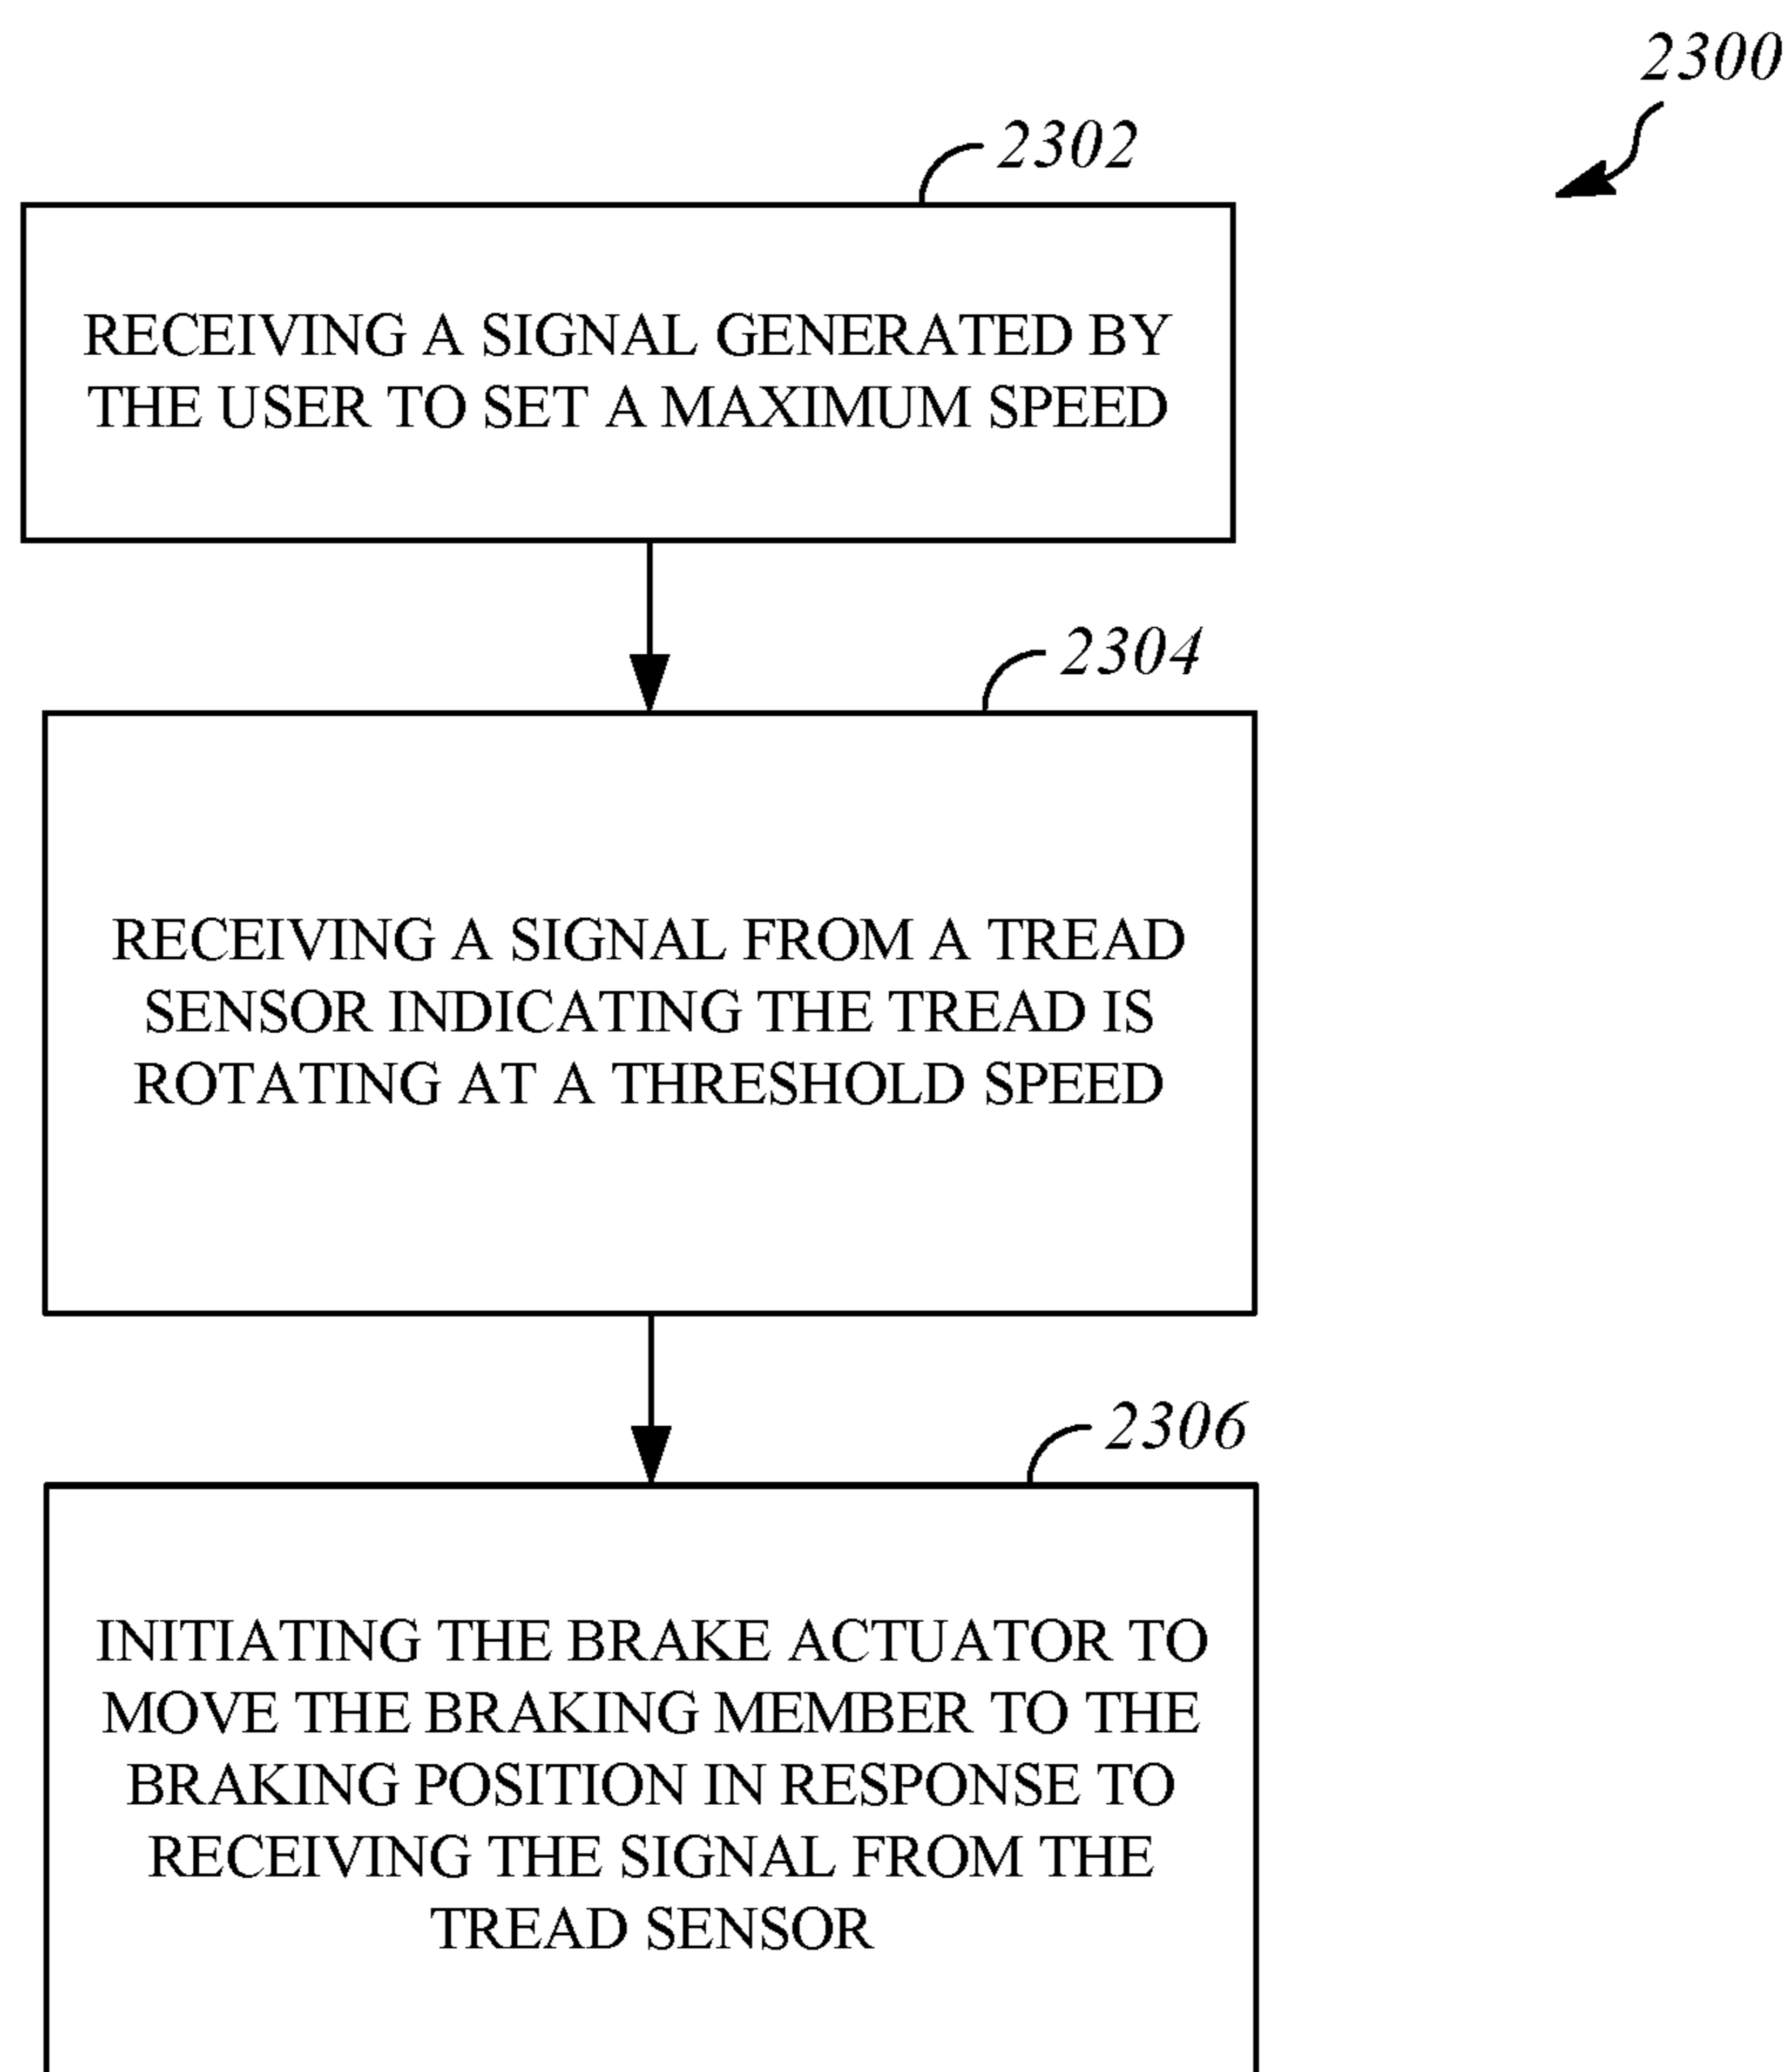 2300
2302
RECEIVING A SIGNAL GENERATED BY
THE USER TO SET A MAXIMUM SPEED
2304
RECEIVING A SIGNAL FROM A TREAD
SENSOR INDICATING THE TREAD IS
ROTATING AT A THRESHOLD SPEED
2306
INITIATING THE BRAKE ACTUATOR TO
MOVE THE BRAKING MEMBER TO THE
BRAKING POSITION IN RESPONSE TO
RECEIVING THE SIGNAL FROM THE
TREAD SENSOR